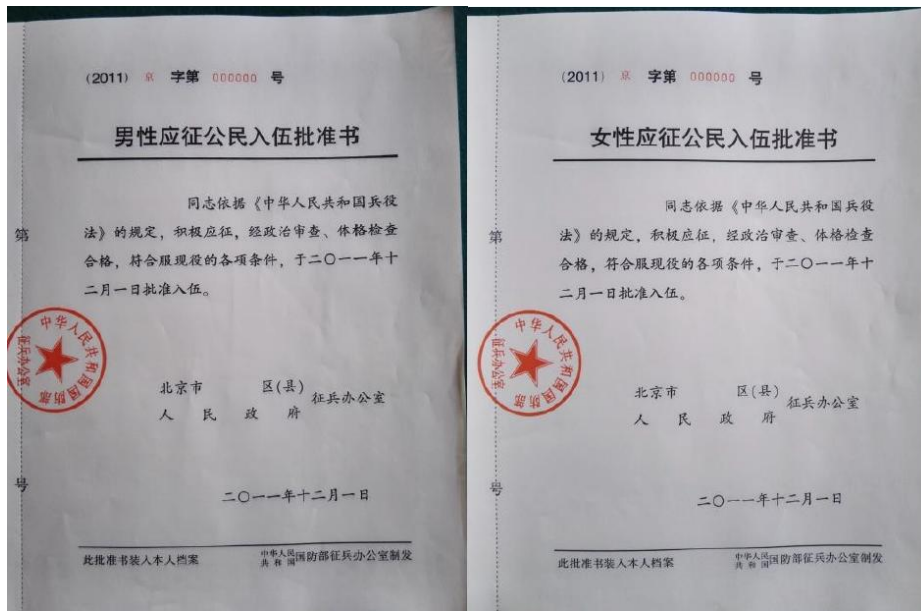 (2011) 京 字第 000000 号
男性应征公民入伍批准书
同志依据《中华人民共和国兵役
法》的规定，积极应征，经政治审查、体格检查
合格，符合服现役的各项条件，于二〇一一年十
二月一日批准入伍。
第
中华人民共和国国防部
征兵办公室
北京市 区(县)
人民政府
征兵办公室
号
二〇一一年十二月一日
此批准书装入本人档案
中华人民
共和国
国防部征兵办公室制发
(2011) 京 字第 000000 号
女性应征公民入伍批准书
同志依据《中华人民共和国兵役
法》的规定，积极应征，经政治审查、体格检查
合格，符合服现役的各项条件，于二〇一一年十
二月一日批准入伍。
第
中华人民共和国国防部
征兵办公室
北京市 区(县)
人民政府
征兵办公室
号
二〇一一年十二月一日
此批准书装入本人档案
中华人民
共和国
国防部征兵办公室制发